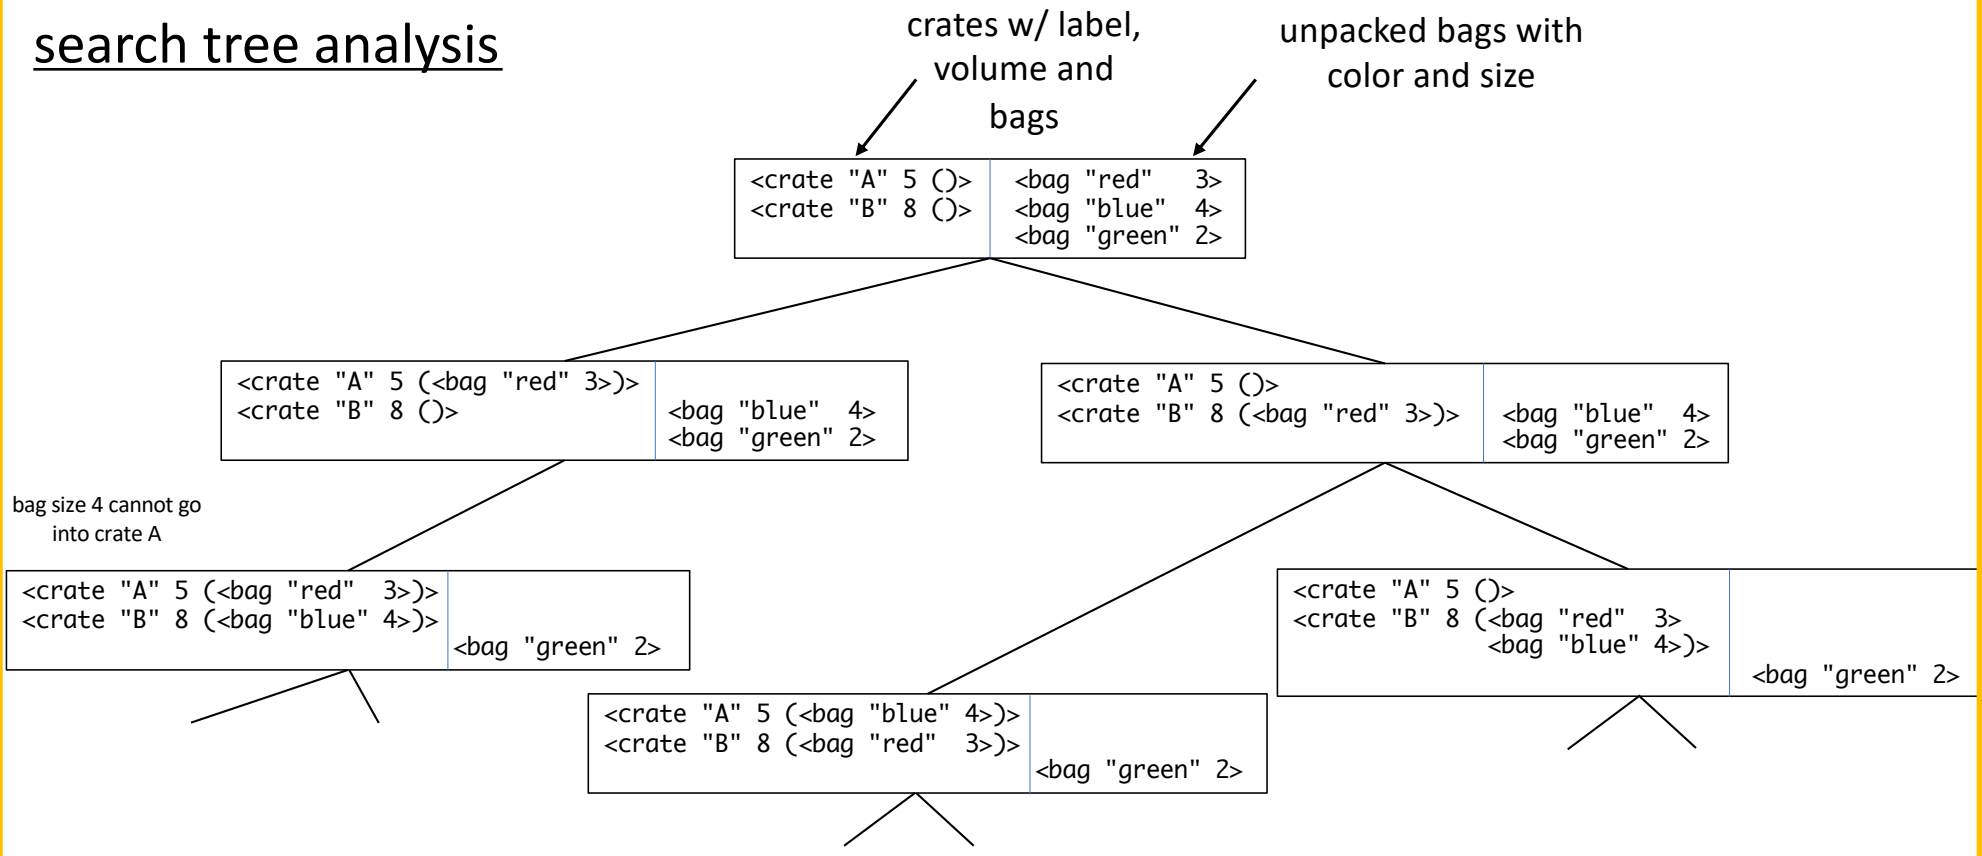 search tree analysis
crates w/ label,
volume and
bags
unpacked bags with
color and size
<crate "A" 5 ()>
<crate "B" 8 ()>
<bag "red"   3>
<bag "blue"  4>
<bag "green" 2>
<crate "A" 5 (<bag "red" 3>)>
<crate "B" 8 ()>
<bag "blue"  4>
<bag "green" 2>
<crate "A" 5 ()>
<crate "B" 8 (<bag "red" 3>)>
<bag "blue"  4>
<bag "green" 2>
bag size 4 cannot go
into crate A
<crate "A" 5 (<bag "red"  3>)>
<crate "B" 8 (<bag "blue" 4>)>
<bag "green" 2>
<crate "A" 5 (<bag "blue" 4>)>
<crate "B" 8 (<bag "red"  3>)>
<bag "green" 2>
<crate "A" 5 ()>
<crate "B" 8 (<bag "red"  3>
<bag "blue" 4>)>
<bag "green" 2>